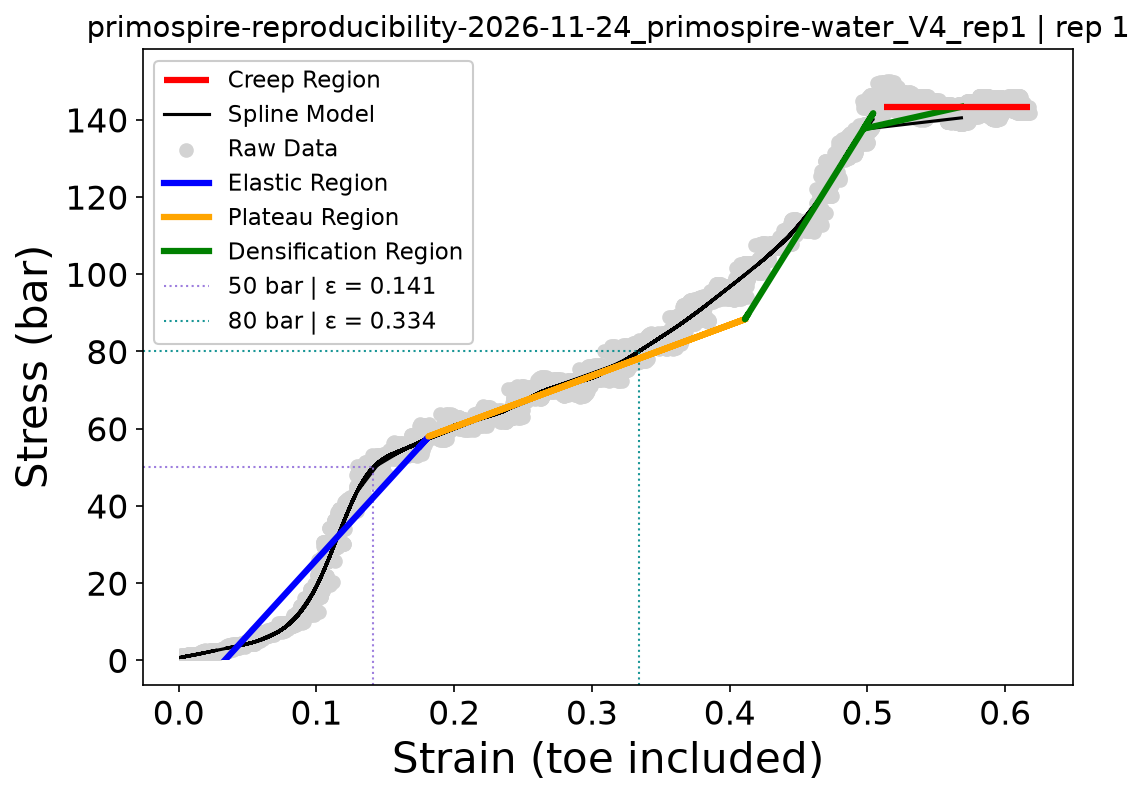 primospire-reproducibility-2026-11-24_primospire-water_V4_rep1 | rep 1
Creep Region
Spline Model
Raw Data
Elastic Region
Plateau Region
Densification Region
50 bar | ε = 0.141
80 bar | ε = 0.334
Stress (bar)
140
120
100
80
60
40
20
0
0.0 0.1 0.2 0.3 0.4 0.5 0.6
Strain (toe included)